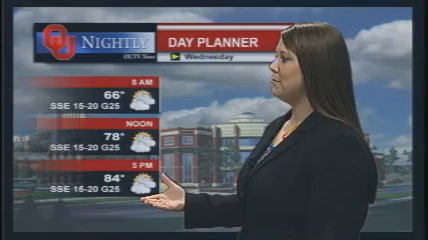 OU NIGHTLY
OUTV News
DAY PLANNER
Wednesday
8 AM
66°
SSE 15-20 G25
NOON
78°
SSE 15-20 G25
5 PM
84°
SSE 15-20 G25